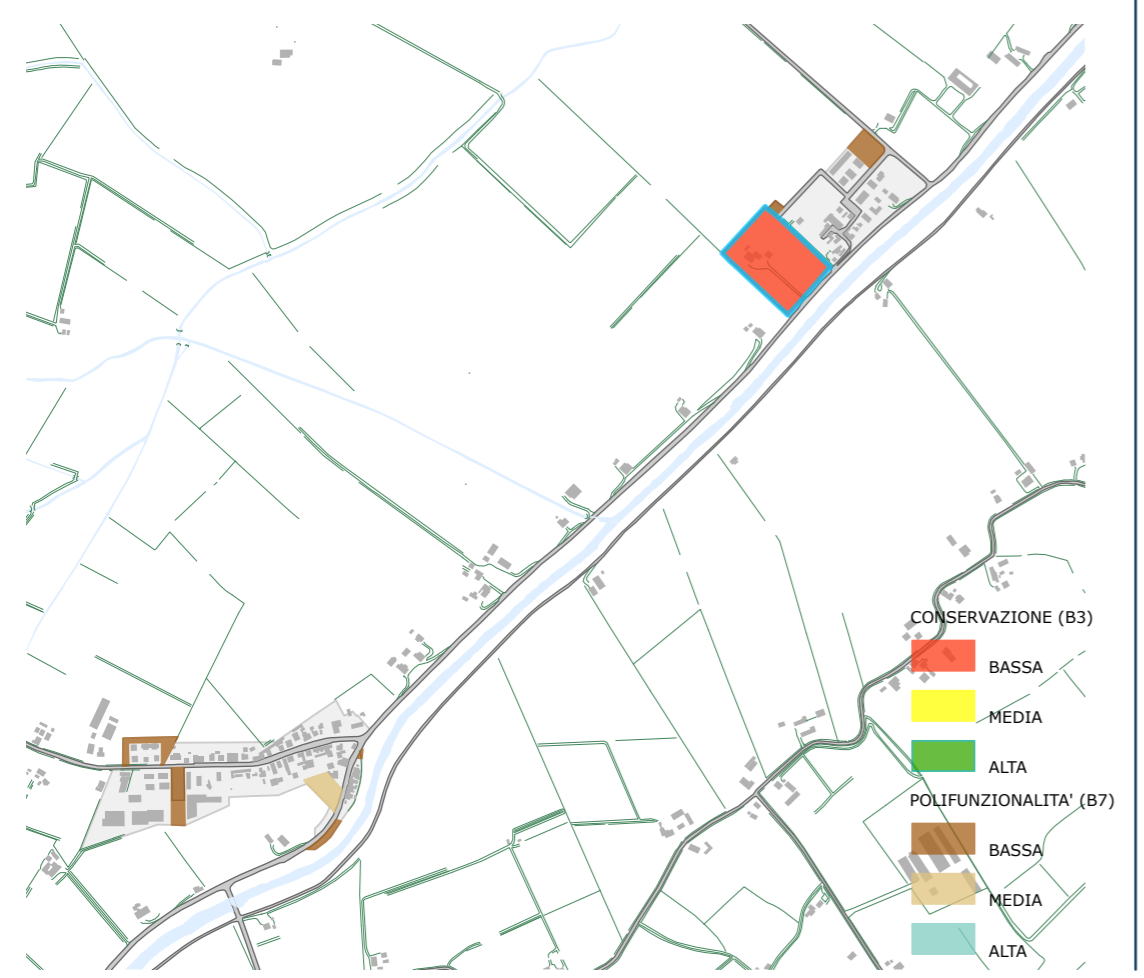 CONSERVAZIONE (B3)
BASSA
MEDIA
ALTA
POLIFUNZIONALITA' (B7)
BASSA
MEDIA
ALTA